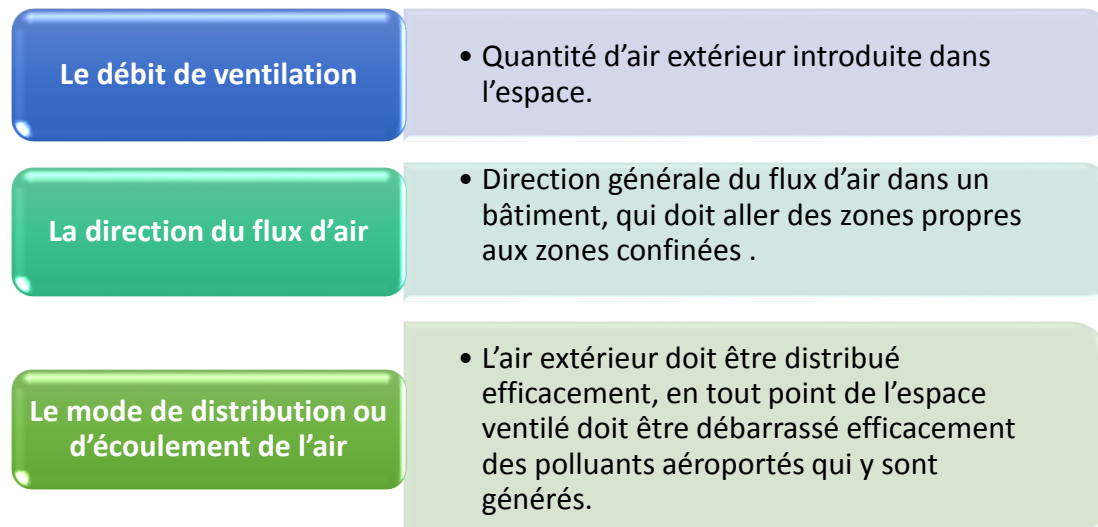 Le débit de ventilation
• Quantité d’air extérieur introduite dans
l’espace.
La direction du flux d’air
• Direction générale du flux d’air dans un
bâtiment, qui doit aller des zones propres
aux zones confinées .
Le mode de distribution ou
d’écoulement de l’air
• L’air extérieur doit être distribué
efficacement, en tout point de l’espace
ventilé doit être débarrassé efficacement
des polluants aéroportés qui y sont
générés.